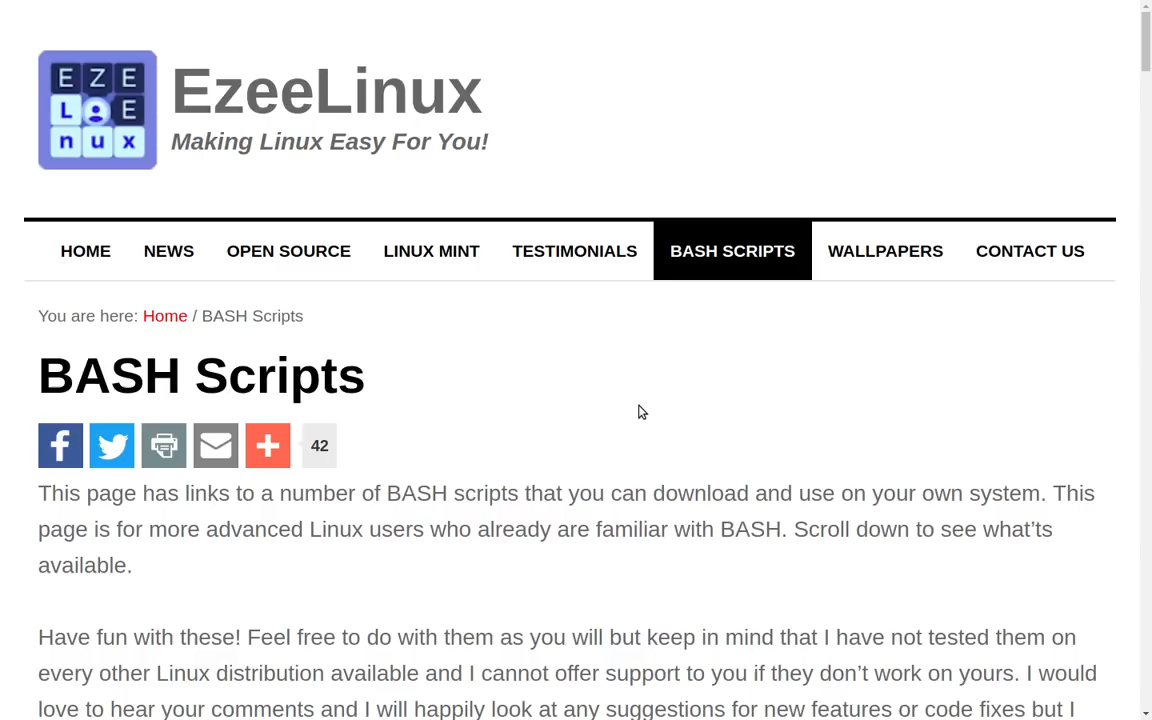 E Z E
L E
n u x
EzeeLinux
Making Linux Easy For You!
HOME NEWS OPEN SOURCE LINUX MINT TESTIMONIALS BASH SCRIPTS WALLPAPERS CONTACT US
You are here: Home / BASH Scripts
BASH Scripts
42
This page has links to a number of BASH scripts that you can download and use on your own system. This
page is for more advanced Linux users who already are familiar with BASH. Scroll down to see what’ts
available.
Have fun with these! Feel free to do with them as you will but keep in mind that I have not tested them on
every other Linux distribution available and I cannot offer support to you if they don’t work on yours. I would
love to hear your comments and I will happily look at any suggestions for new features or code fixes but I